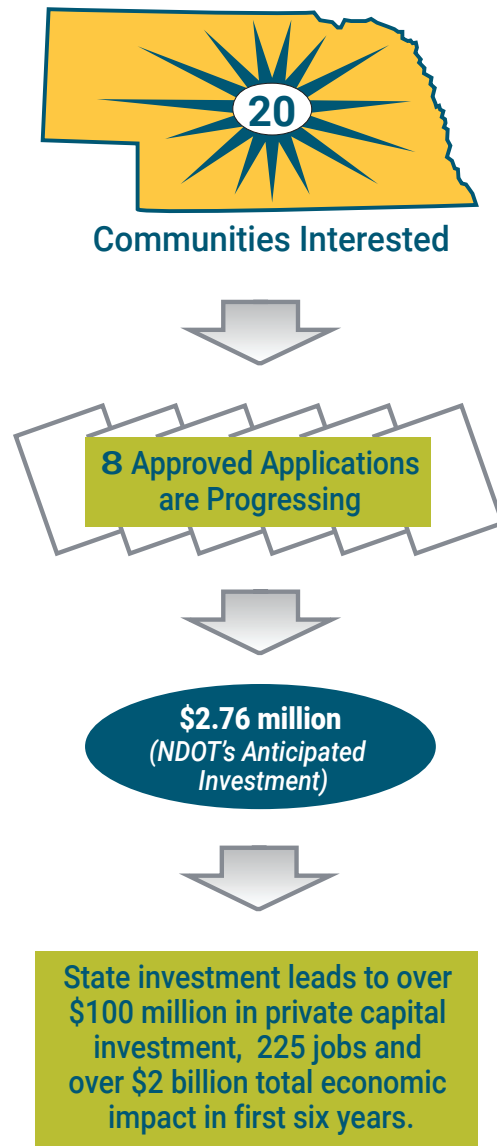 20
Communities Interested
8 Approved Applications
are Progressing
$2.76 million
(NDOT's Anticipated
Investment)
State investment leads to over
$100 million in private capital
investment, 225 jobs and
over $2 billion total economic
impact in first six years.